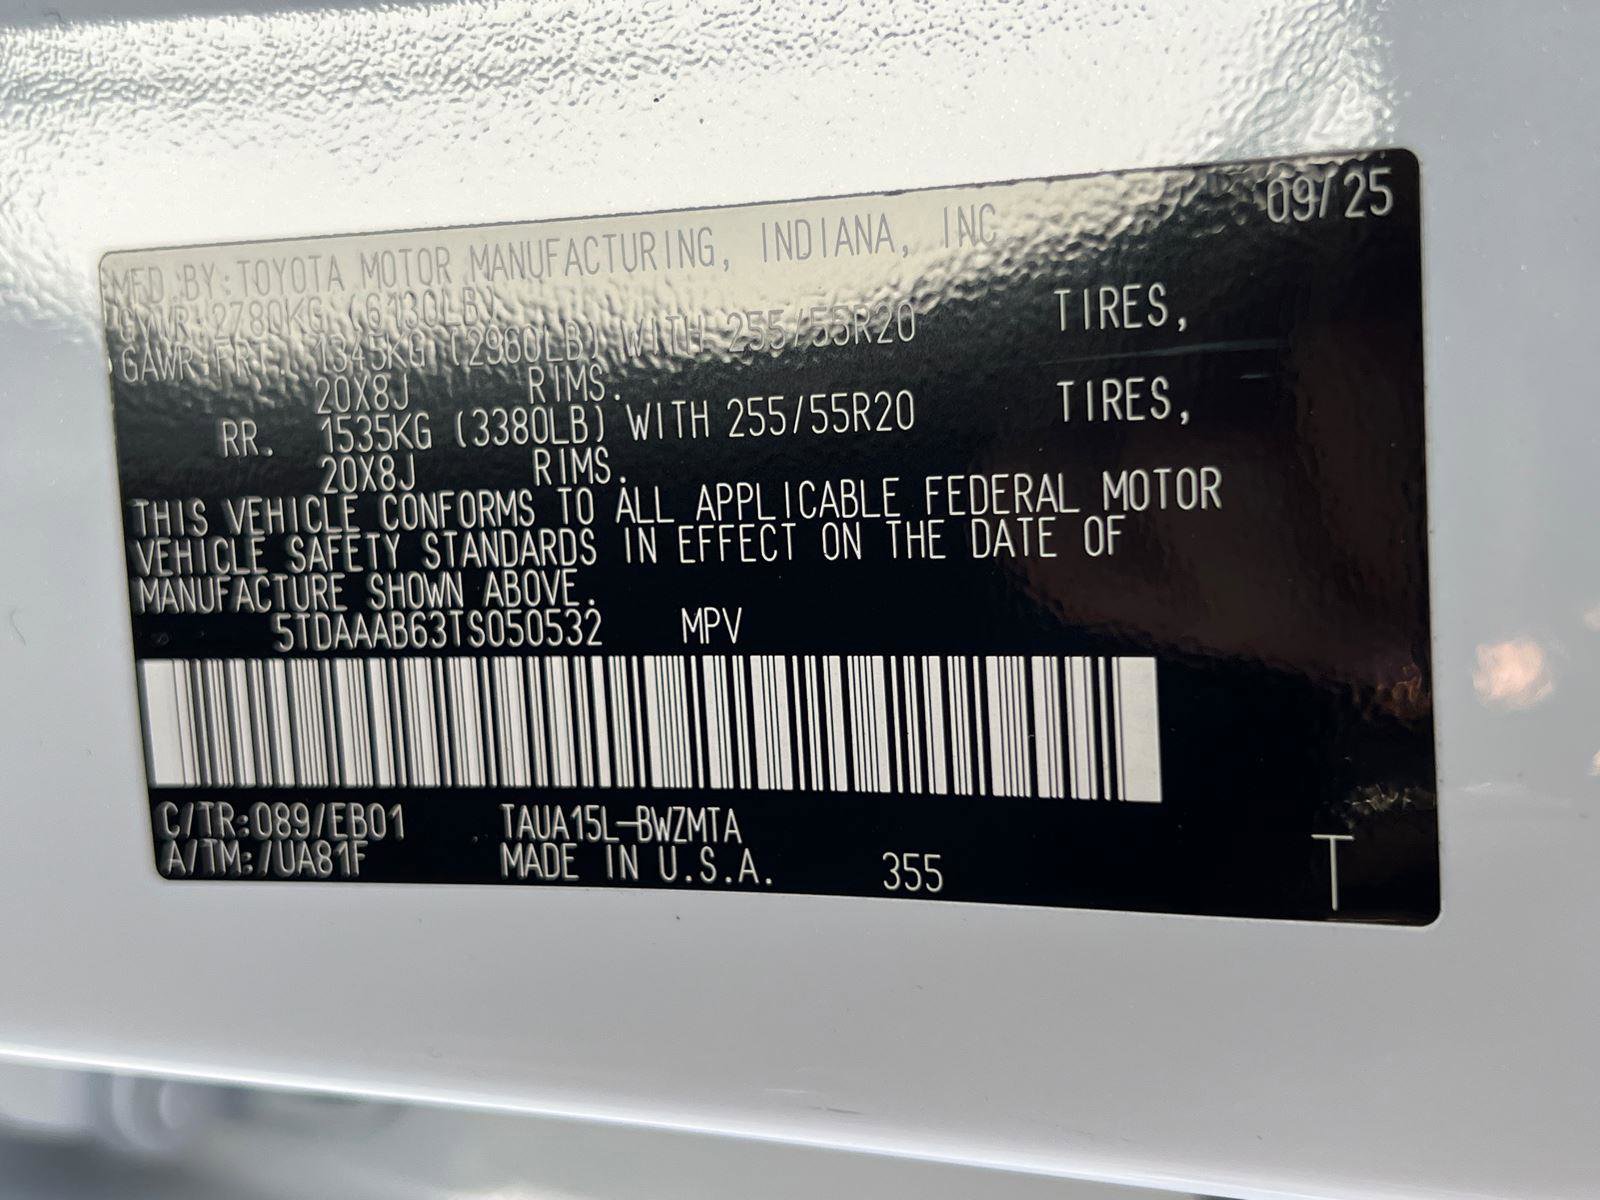 09/25
MFD.BY:TOYOTA MOTOR MANUFACTURING, INDIANA, INC
GVWR 2780KG (6130LB)
GAWR FRT. 1345KG (2960LB) WITH 255/55R20 TIRES,
20X8J RIMS.
RR. 1535KG (3380LB) WITH 255/55R20 TIRES,
20X8J RIMS.
THIS VEHICLE CONFORMS TO ALL APPLICABLE FEDERAL MOTOR
VEHICLE SAFETY STANDARDS IN EFFECT ON THE DATE OF
MANUFACTURE SHOWN ABOVE.
5TDAAAB63TS050532 MPV
C/TR:089/EB01 TAUA15L-BWZMTA
A/TM:/UA81F MADE IN U.S.A. 355 T